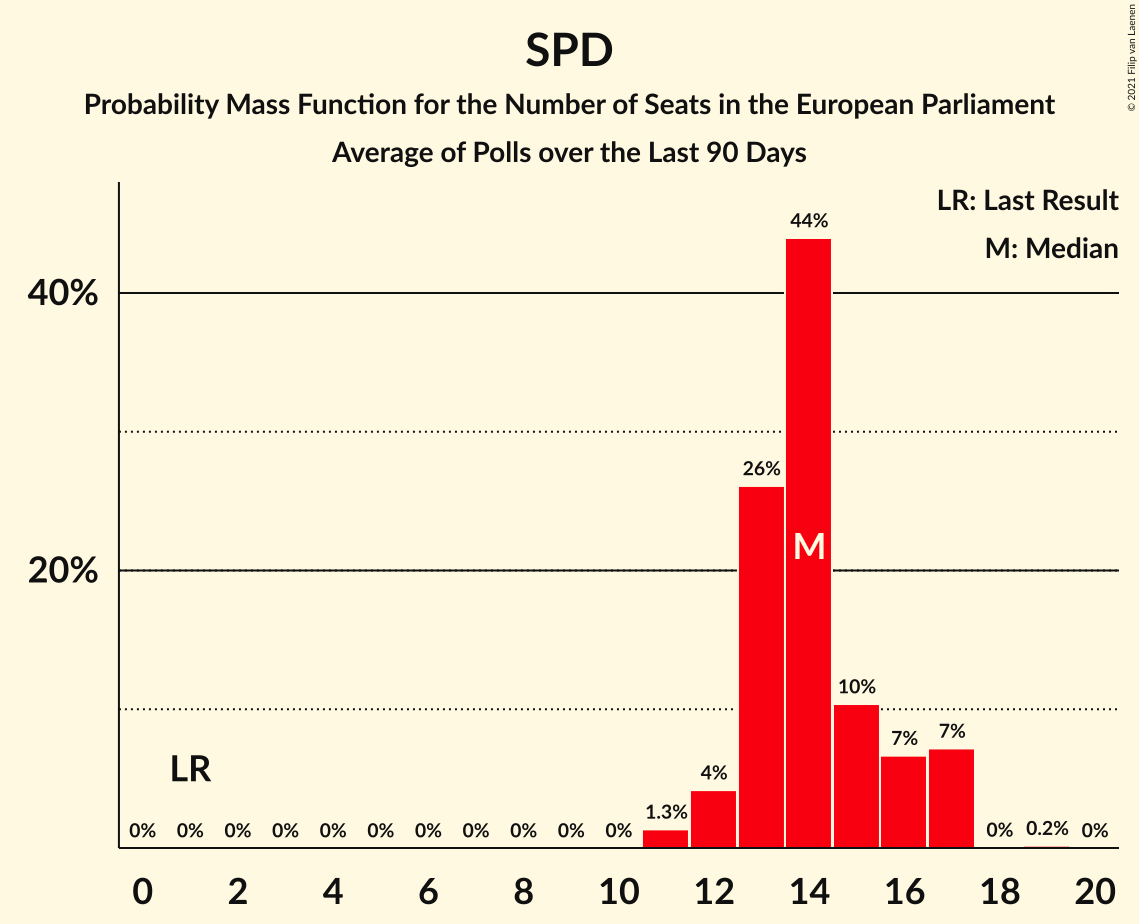 SPD
Probability Mass Function for the Number of Seats in the European Parliament
Average of Polls over the Last 90 Days
© 2021 Filip van Laenen
LR: Last Result
M: Median
44%
40%
26%
M
20%
10%
7%
7%
LR
4%
1.3%
0% 0% 0% 0% 0% 0% 0% 0% 0% 0% 0% 0% 0.2% 0%
0 2 4 6 8 10 12 14 16 18 20